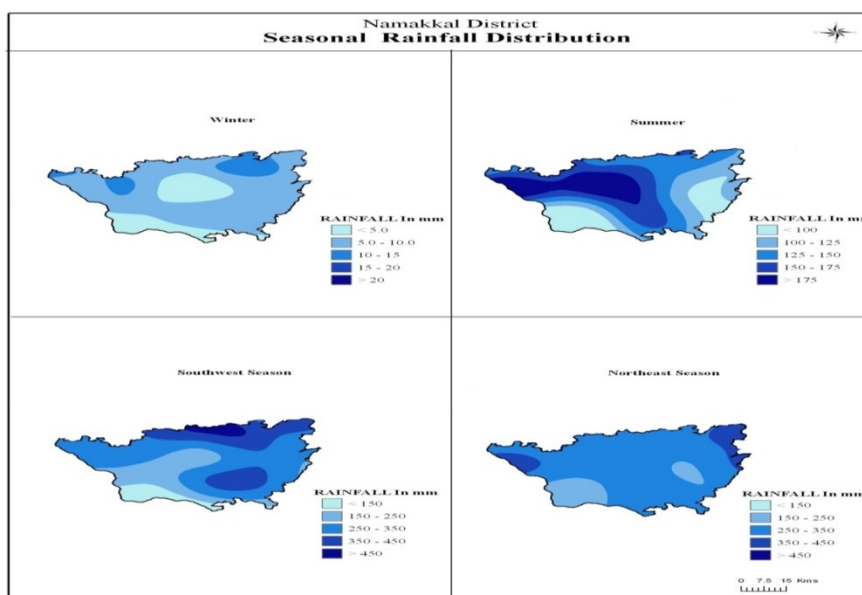 Namakkal District
Seasonal Rainfall Distribution
Winter
RAINFALL In mm
< 5.0
5.0 - 10.0
10 - 15
15 - 20
> 20
Summer
RAINFALL In mm
< 100
100 - 125
125 - 150
150 - 175
> 175
Southwest Season
RAINFALL In mm
< 150
150 - 250
250 - 350
350 - 450
> 450
Northeast Season
RAINFALL In mm
< 150
150 - 250
250 - 350
350 - 450
> 450
0 7.5 15 Kms